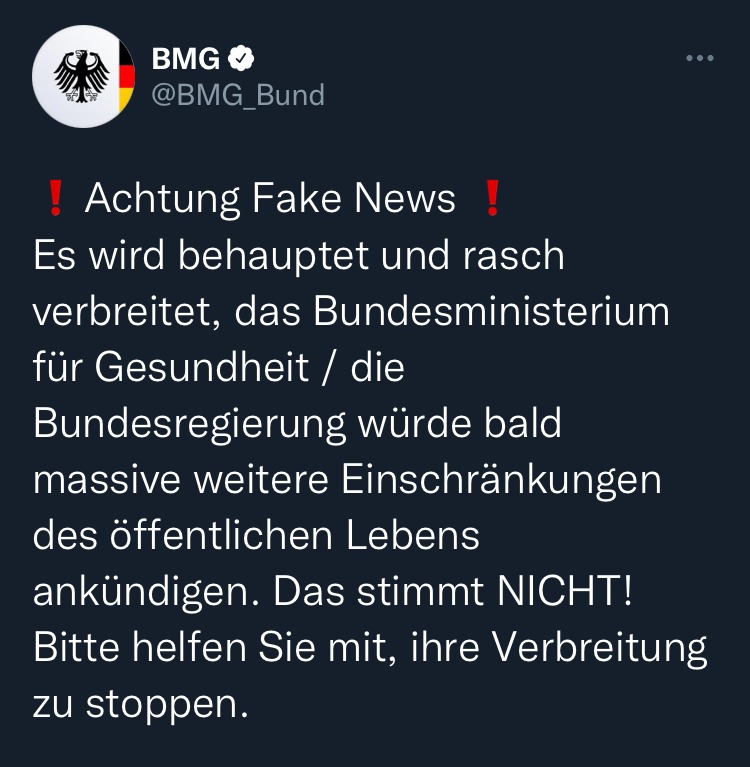 BMG
@BMG_Bund
❗ Achtung Fake News ❗
Es wird behauptet und rasch
verbreitet, das Bundesministerium
für Gesundheit / die
Bundesregierung würde bald
massive weitere Einschränkungen
des öffentlichen Lebens
ankündigen. Das stimmt NICHT!
Bitte helfen Sie mit, ihre Verbreitung
zu stoppen.